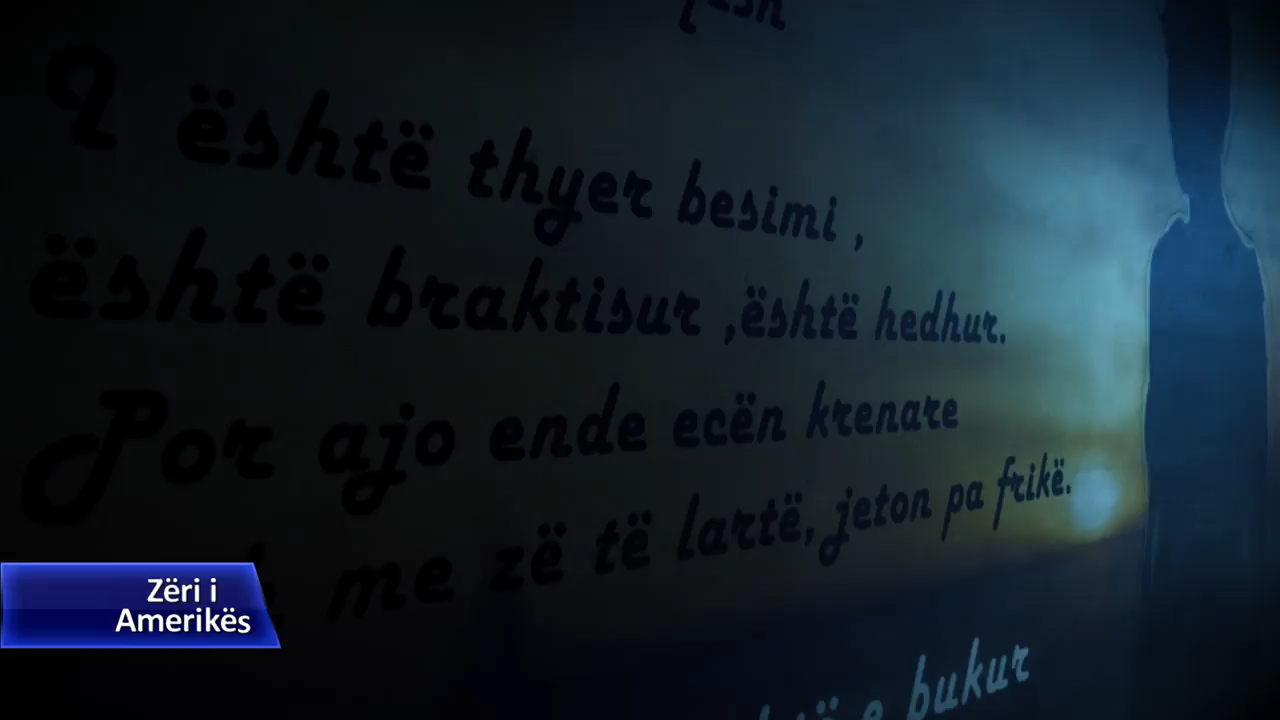 I është thyer besimi ,
është braktisur ,është hedhur.
Por ajo ende ecën krenare
me zë të lartë, jeton pa frikë.
e bukur
Zëri i
Amerikës